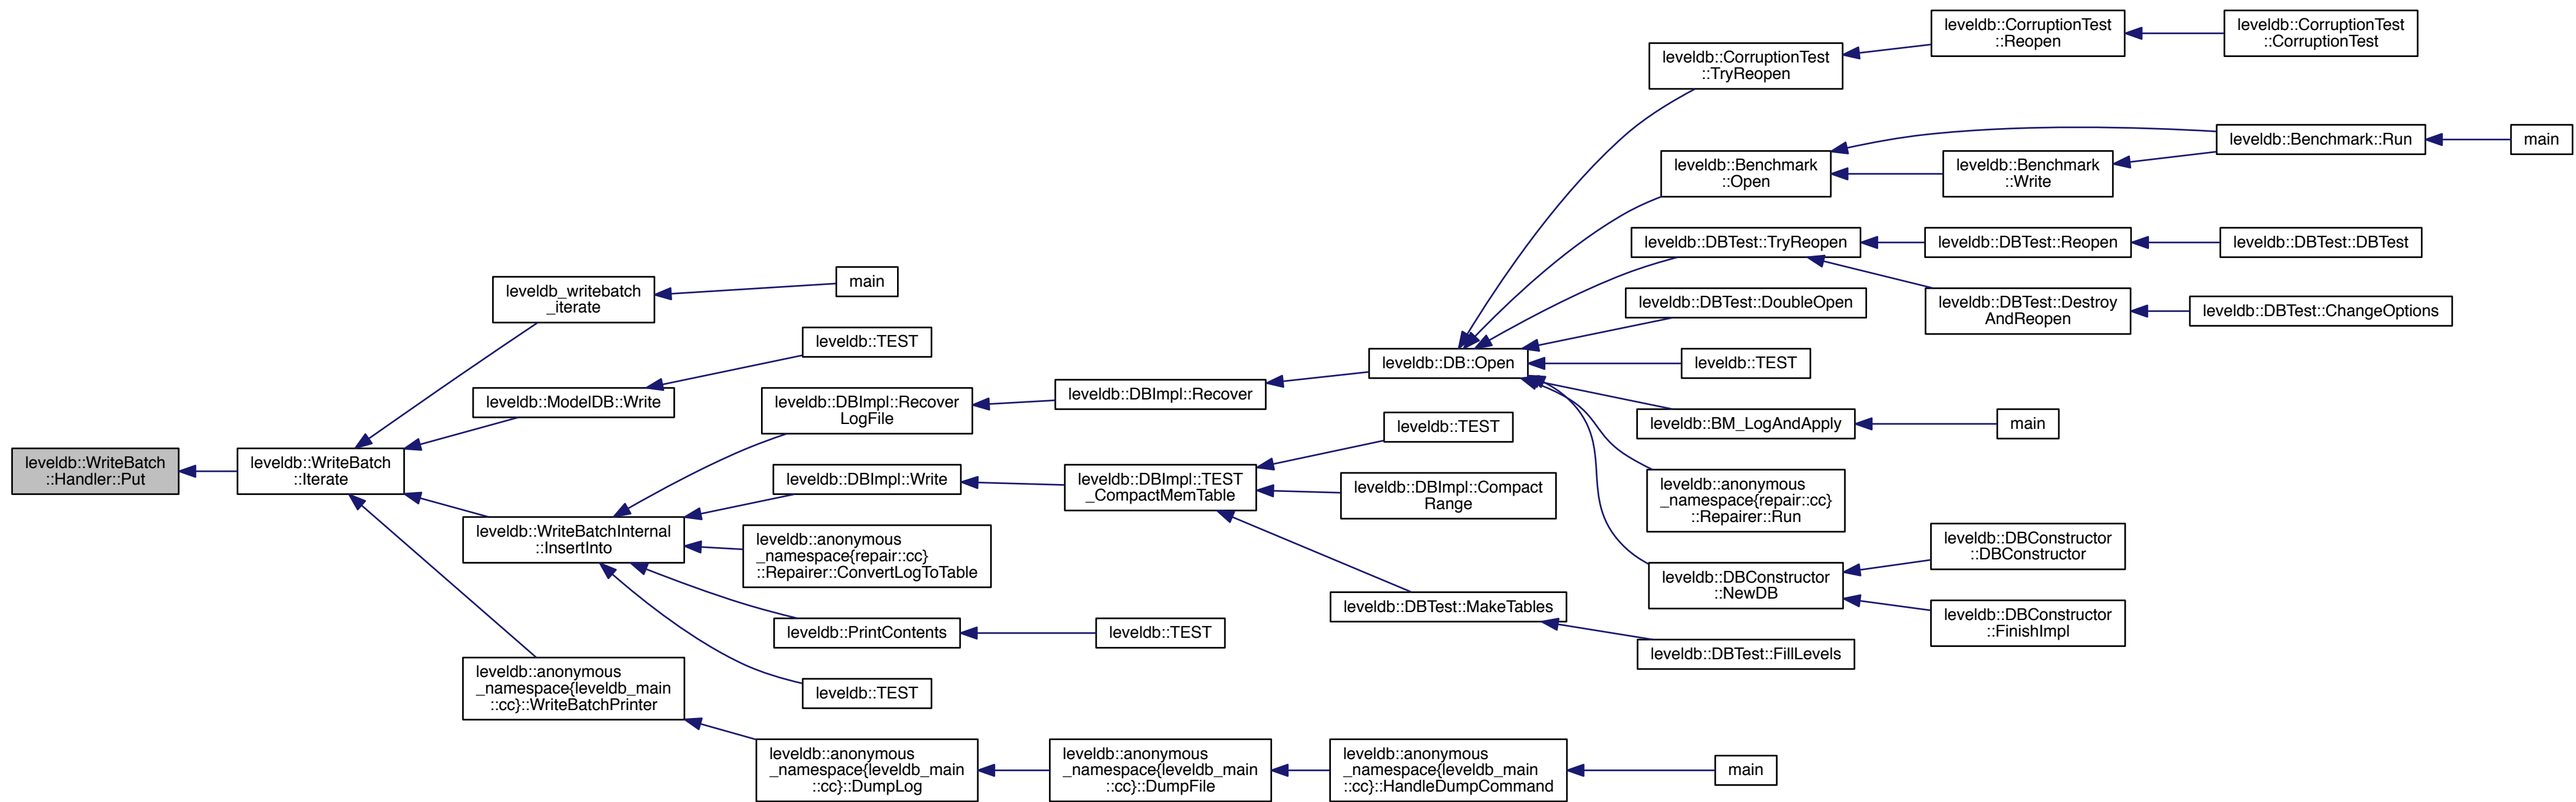 leveldb::WriteBatch
::Handler::Put
leveldb::WriteBatch
::Iterate
leveldb_writebatch
_iterate
main
leveldb::ModelDB::Write
leveldb::TEST
leveldb::WriteBatchInternal
::InsertInto
leveldb::DBImpl::Recover
LogFile
leveldb::DBImpl::Recover
leveldb::DB::Open
leveldb::CorruptionTest
::TryReopen
leveldb::CorruptionTest
::Reopen
leveldb::CorruptionTest
::CorruptionTest
leveldb::Benchmark
::Open
leveldb::Benchmark
::Write
leveldb::Benchmark::Run
main
leveldb::DBTest::TryReopen
leveldb::DBTest::Reopen
leveldb::DBTest::DBTest
leveldb::DBTest::Destroy
AndReopen
leveldb::DBTest::ChangeOptions
leveldb::DBTest::DoubleOpen
leveldb::TEST
leveldb::BM_LogAndApply
main
leveldb::anonymous
_namespace{repair::cc}
::Repairer::Run
leveldb::DBConstructor
::NewDB
leveldb::DBConstructor
::DBConstructor
leveldb::DBConstructor
::FinishImpl
leveldb::DBImpl::Write
leveldb::DBImpl::TEST
_CompactMemTable
leveldb::TEST
leveldb::DBImpl::Compact
Range
leveldb::DBTest::MakeTables
leveldb::DBTest::FillLevels
leveldb::anonymous
_namespace{repair::cc}
::Repairer::ConvertLogToTable
leveldb::PrintContents
leveldb::TEST
leveldb::TEST
leveldb::anonymous
_namespace{leveldb_main
::cc}::WriteBatchPrinter
leveldb::anonymous
_namespace{leveldb_main
::cc}::DumpLog
leveldb::anonymous
_namespace{leveldb_main
::cc}::DumpFile
leveldb::anonymous
_namespace{leveldb_main
::cc}::HandleDumpCommand
main